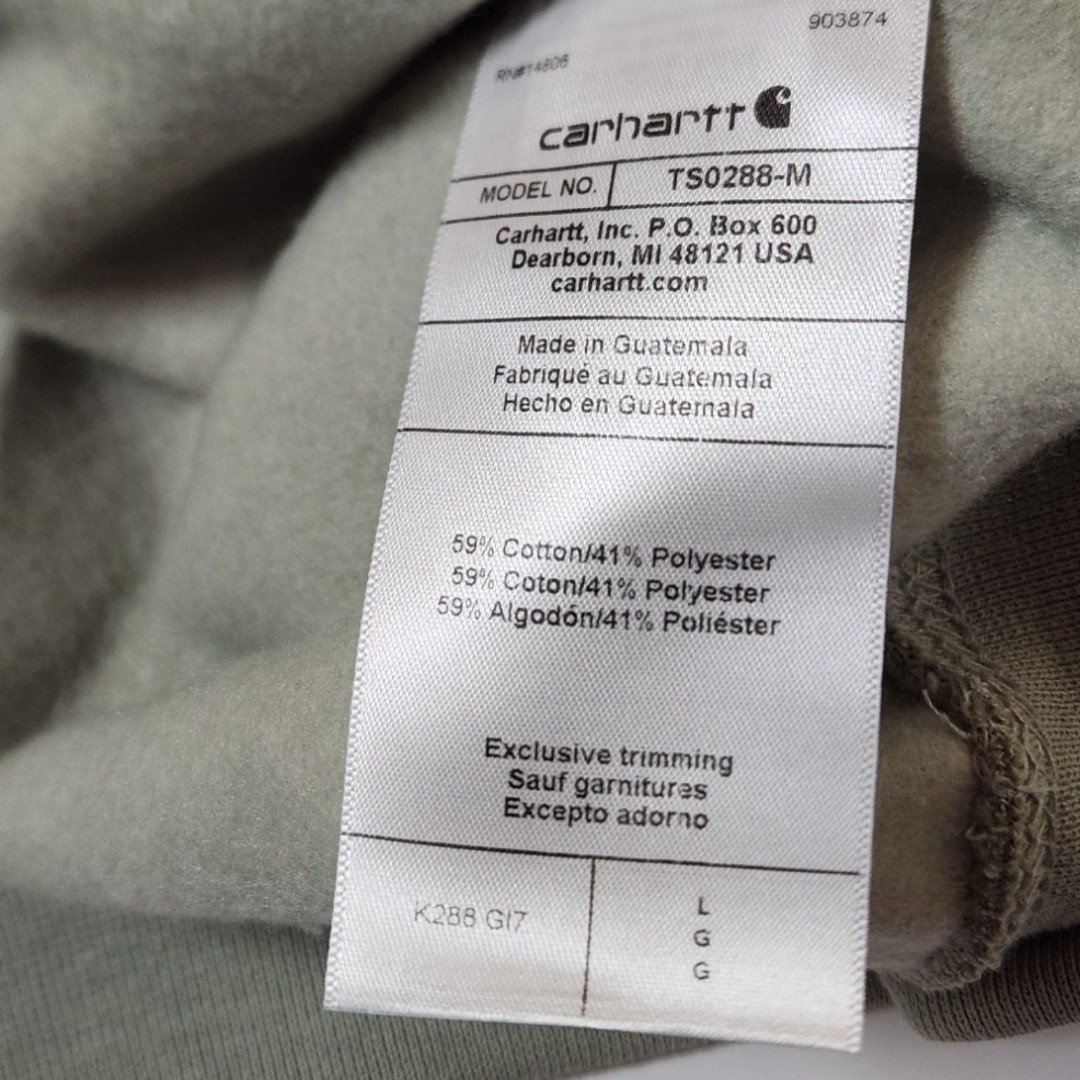 903874
RN#14806
carhartt
MODEL NO. TS0288-M
Carhartt, Inc. P.O. Box 600
Dearborn, MI 48121 USA
carhartt.com
Made in Guatemala
Fabriqué au Guatemala
Hecho en Guatemala
59% Cotton/41% Polyester
59% Coton/41% Polyester
59% Algodón/41% Poliéster
Exclusive trimming
Sauf garnitures
Excepto adorno
K288 GI7
L
G
G